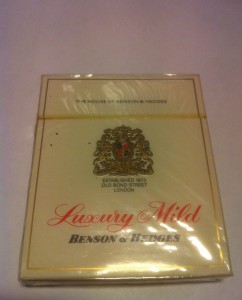 THE HOUSE OF BENSON & HEDGES
ESTABLISHED 1873
OLD BOND STREET
LONDON
Luxury Mild
BENSON & HEDGES